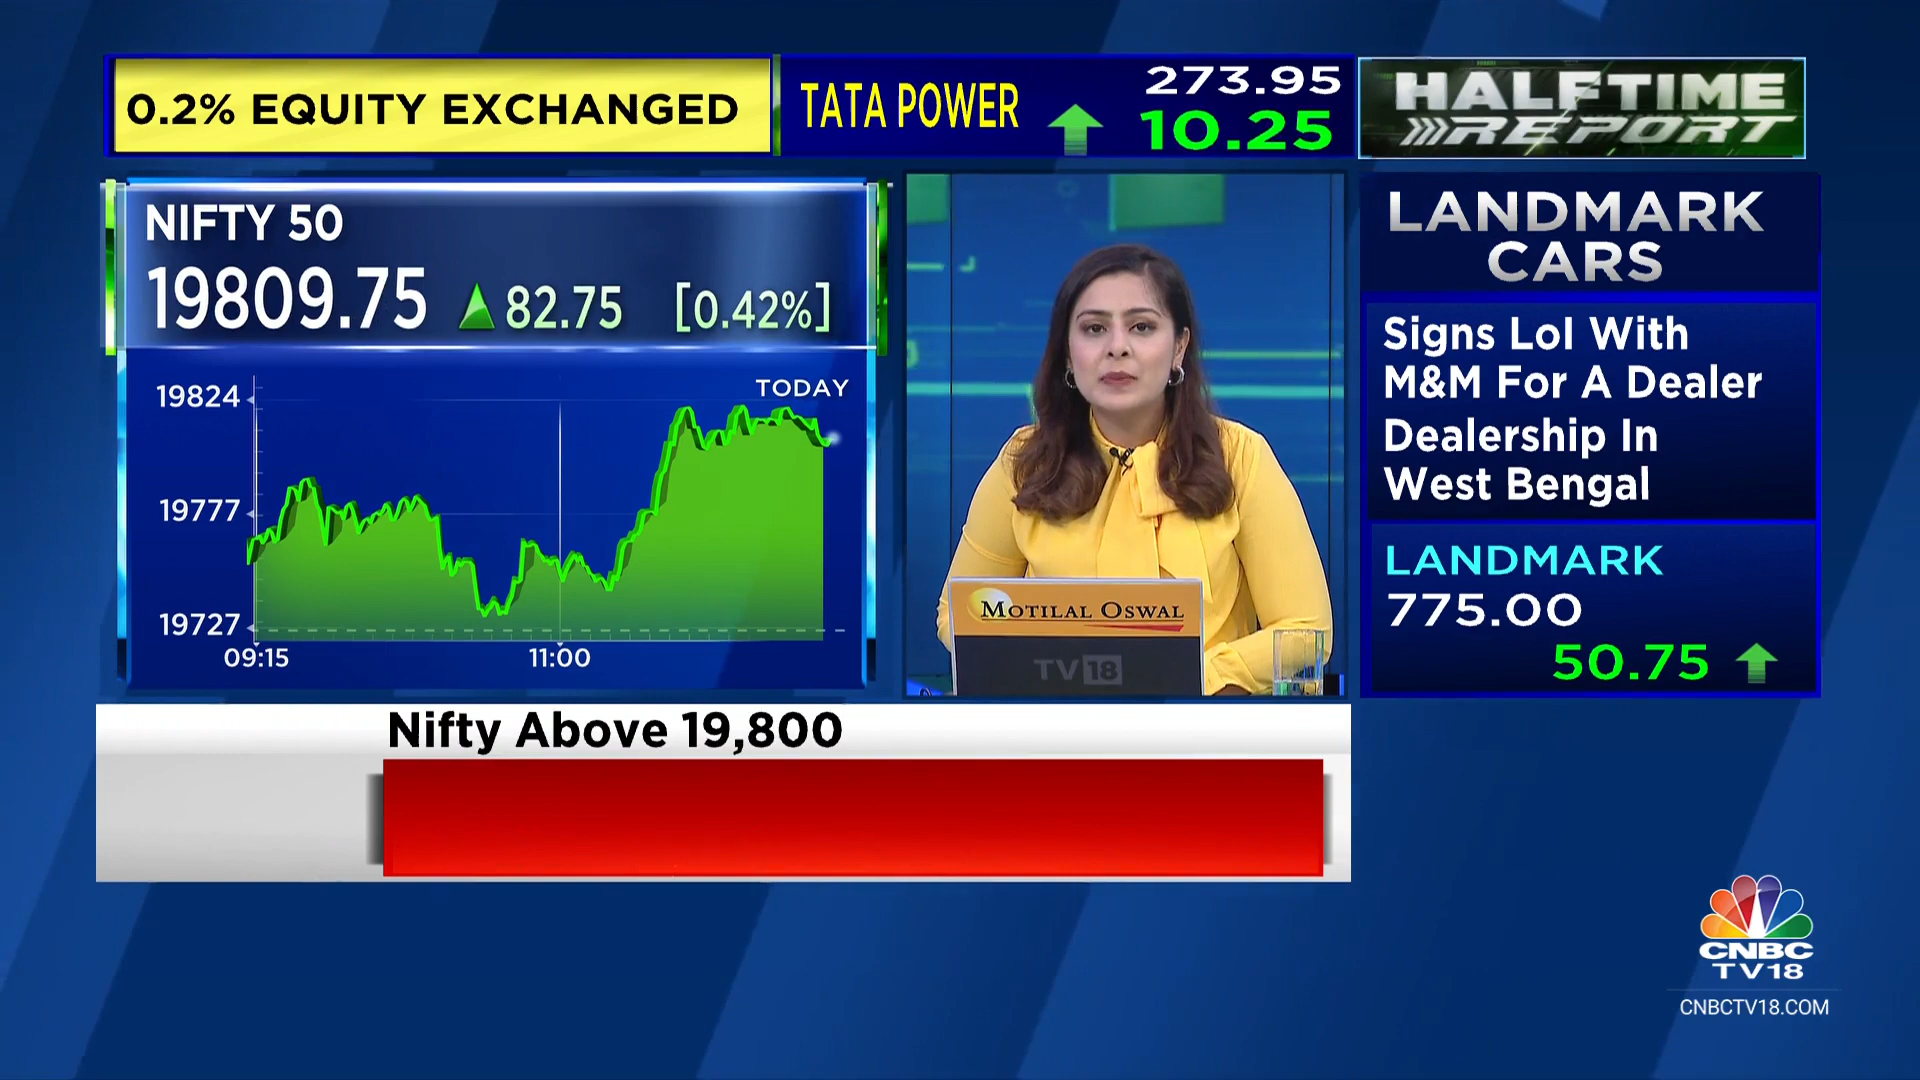 0.2% EQUITY EXCHANGED
TATA POWER
273.95
10.25
HALFTIME
REPORT
NIFTY 50
19809.75 82.75 [0.42%]
TODAY
19824
19777
19727
09:15
11:00
MOTILAL OSWAL
TV18
LANDMARK
CARS
Signs LoI With
M&M For A Dealer
Dealership In
West Bengal
LANDMARK
775.00
50.75
Nifty Above 19,800
CNBC
TV18
CNBCTV18.COM